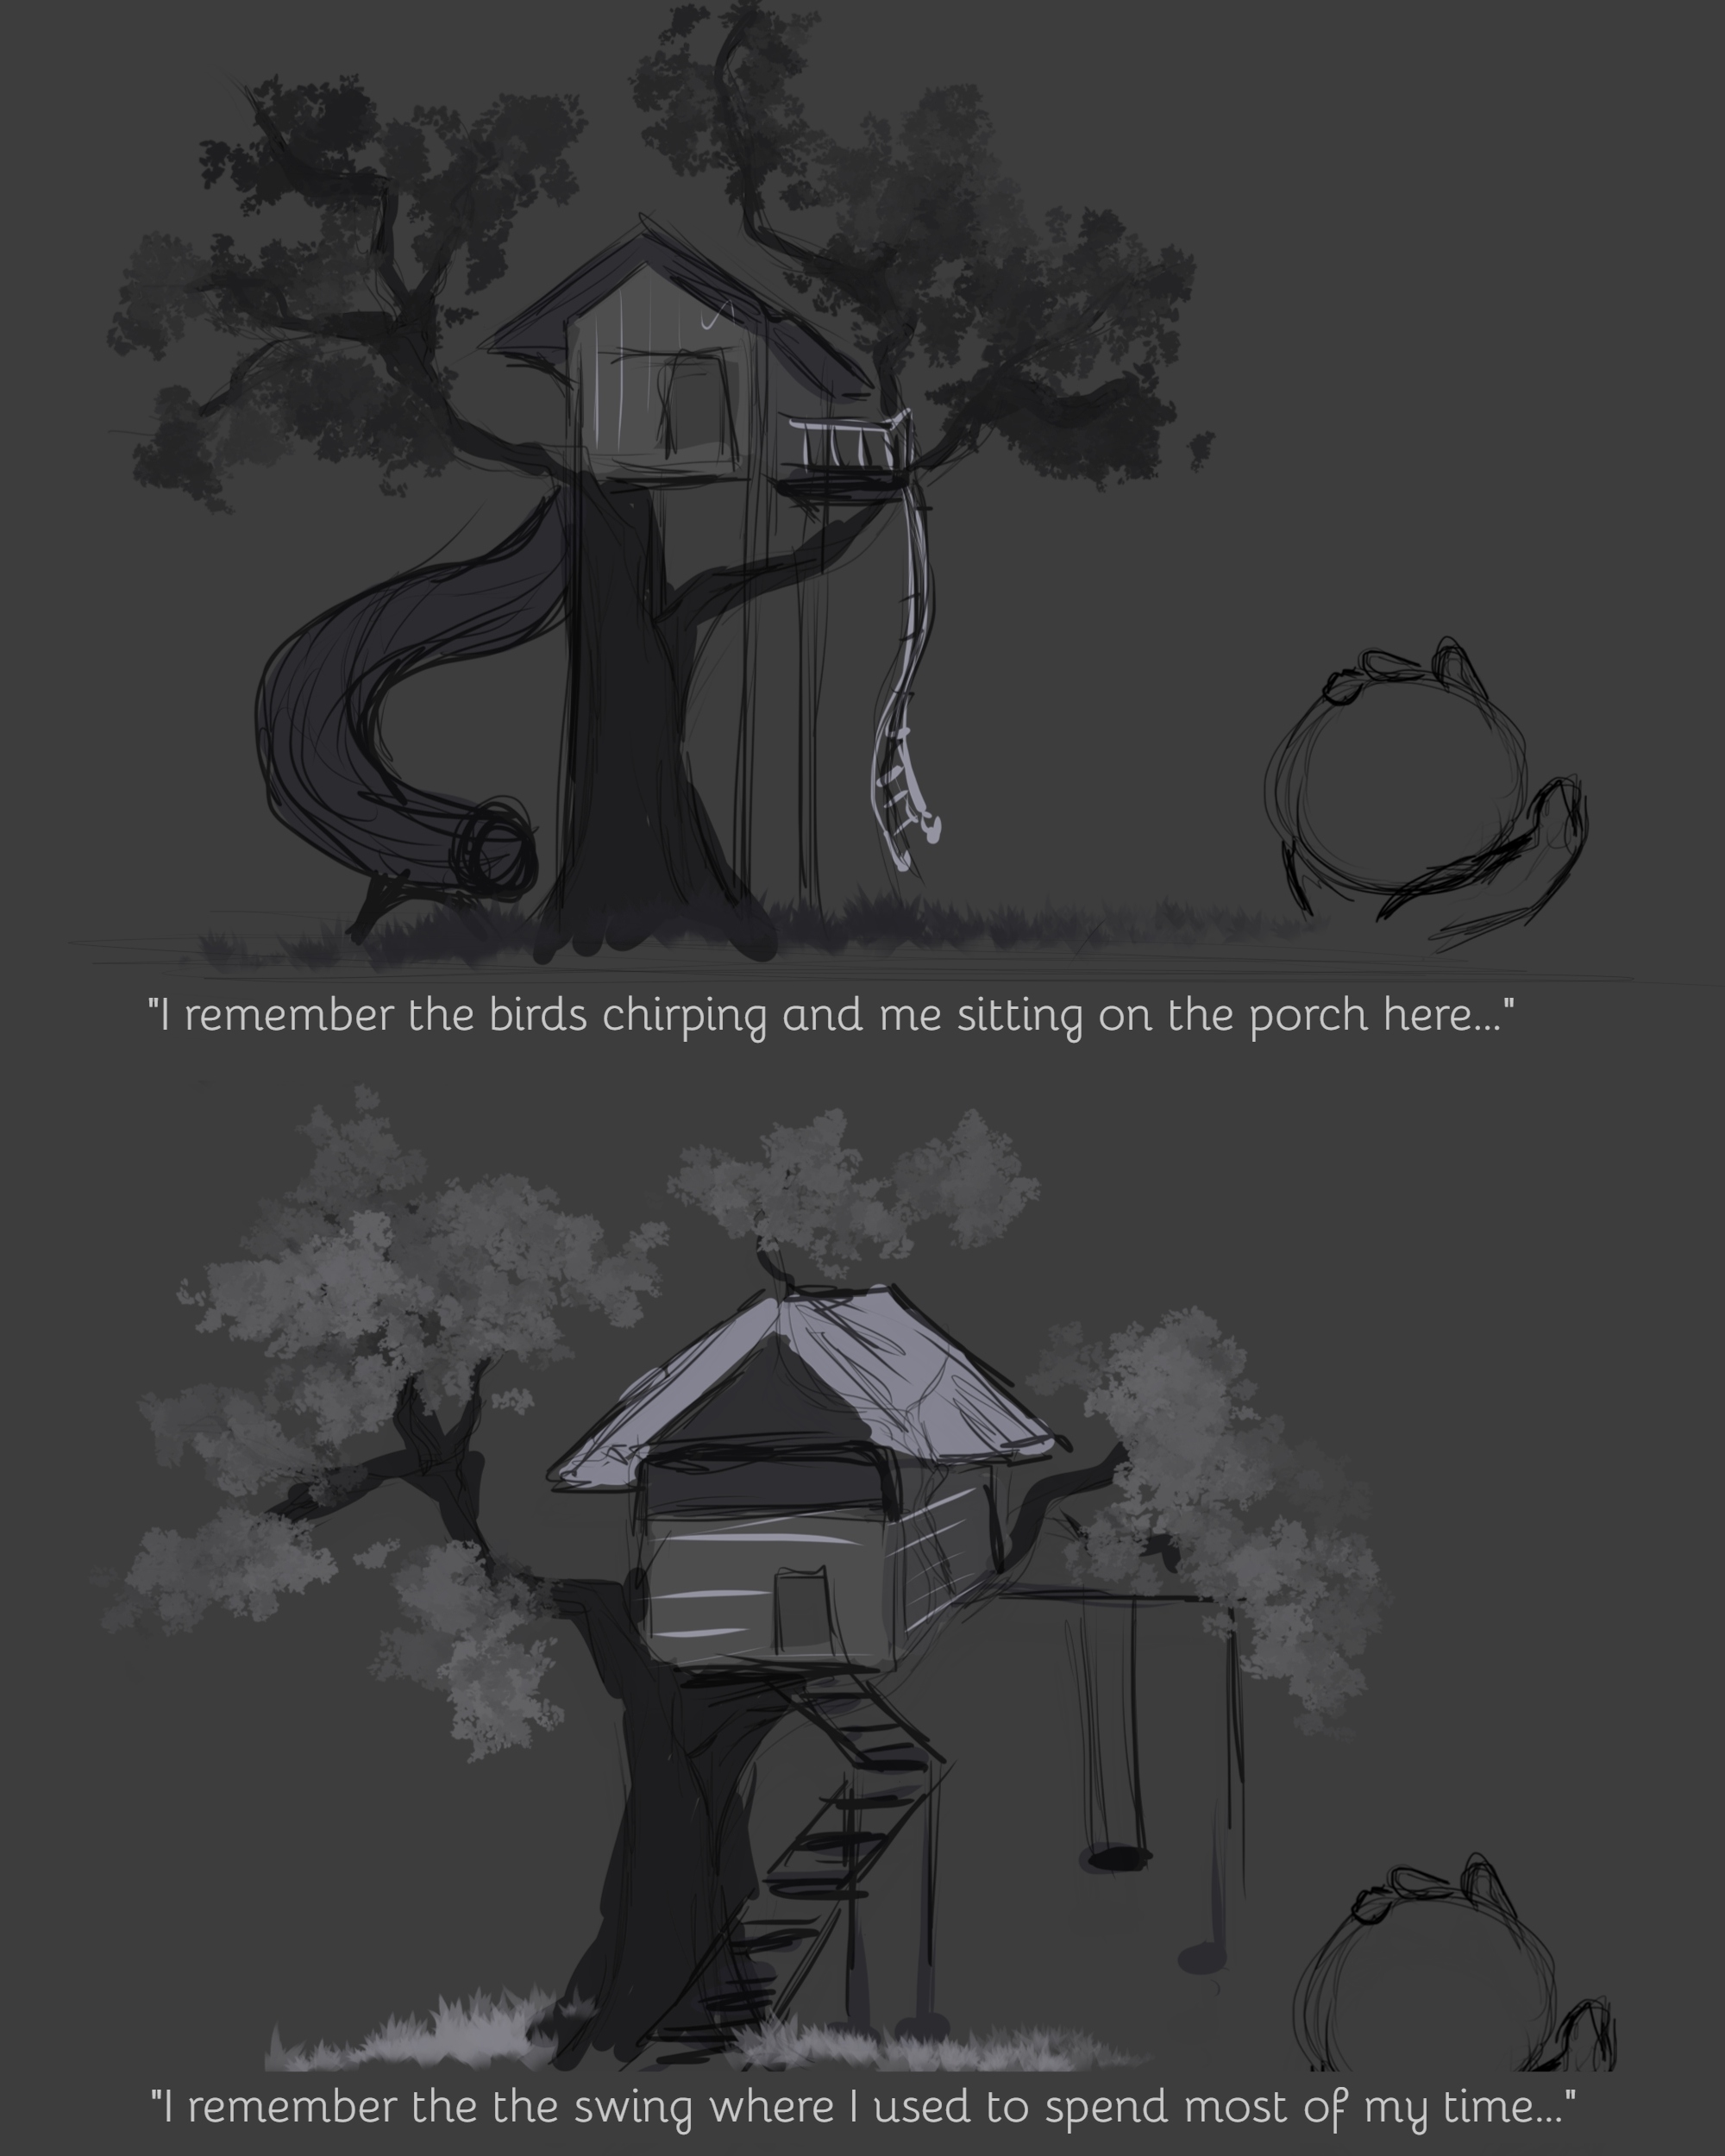 "I remember the birds chirping and me sitting on the porch here..."
"I remember the the swing where I used to spend most of my time..."